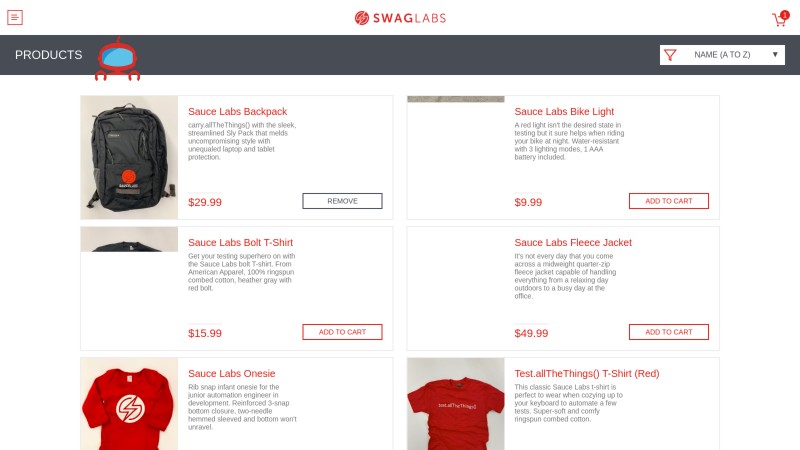 SWAGLABS
1
PRODUCTS
NAME (A TO Z)
Sauce Labs Backpack
carry.allTheThings() with the sleek,
streamlined Sly Pack that melds
uncompromising style with
unequaled laptop and tablet
protection.
$29.99
REMOVE
Sauce Labs Bike Light
A red light isn't the desired state in
testing but it sure helps when riding
your bike at night. Water-resistant
with 3 lighting modes, 1 AAA
battery included.
$9.99
ADD TO CART
Sauce Labs Bolt T-Shirt
Get your testing superhero on with
the Sauce Labs bolt T-shirt. From
American Apparel, 100% ringspun
combed cotton, heather gray with
red bolt.
$15.99
ADD TO CART
Sauce Labs Fleece Jacket
It's not every day that you come
across a midweight quarter-zip
fleece jacket capable of handling
everything from a relaxing day
outdoors to a busy day at the
office.
$49.99
ADD TO CART
Sauce Labs Onesie
Rib snap infant onesie for the
junior automation engineer in
development. Reinforced 3-snap
bottom closure, two-needle
hemmed sleeved and bottom won't
unravel.
test.allTheThings()
Test.allTheThings() T-Shirt (Red)
This classic Sauce Labs t-shirt is
perfect to wear when cozying up to
your keyboard to automate a few
tests. Super-soft and comfy
ringspun combed cotton.